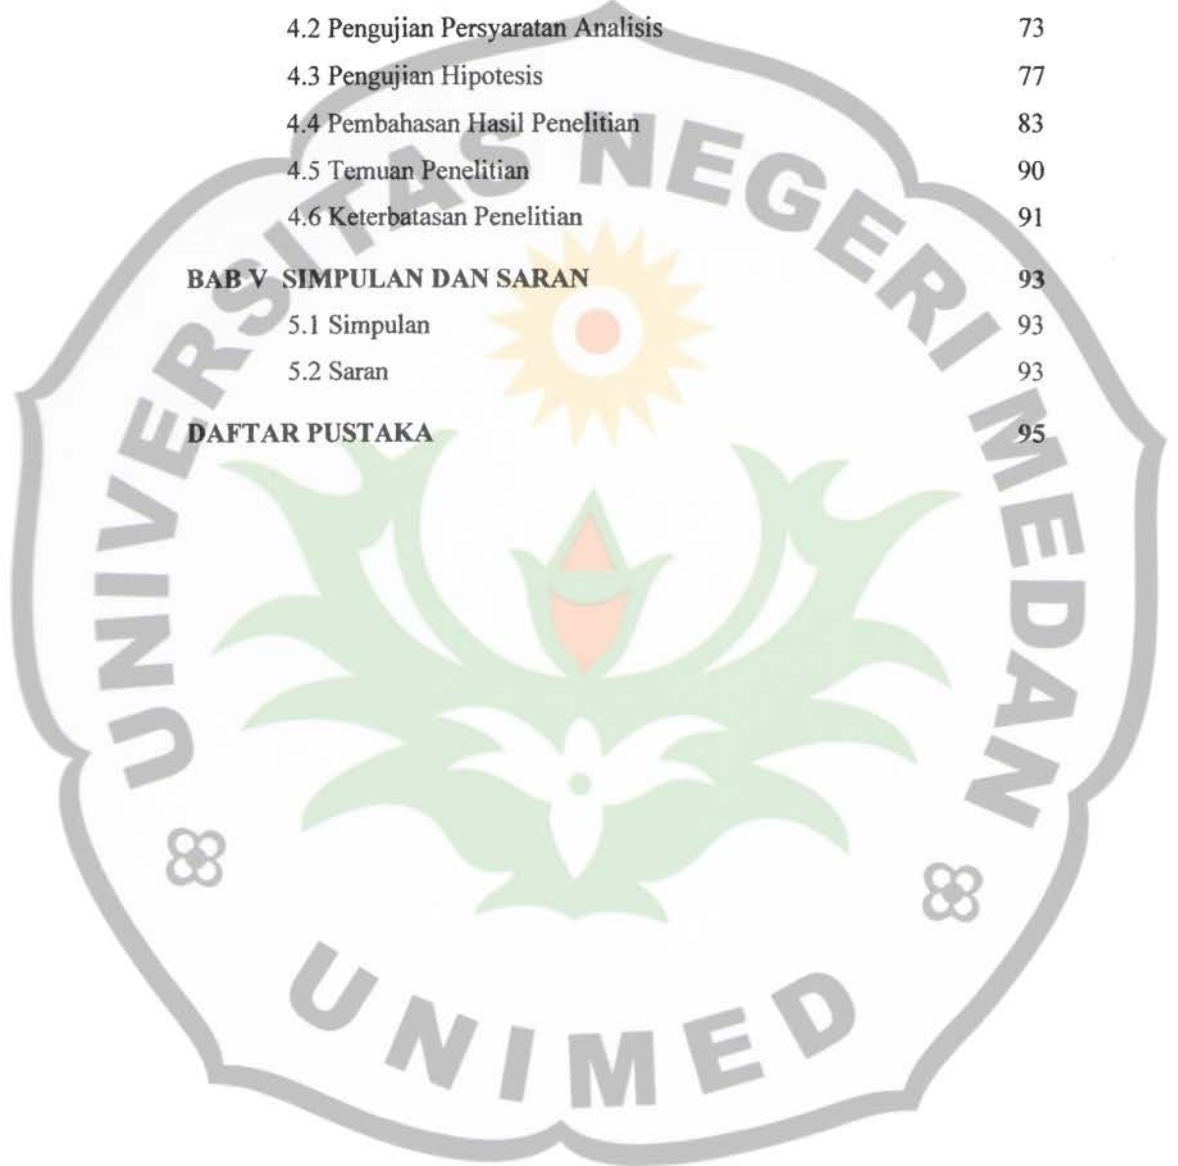 4.2 Pengujian Persyaratan Analisis 73
4.3 Pengujian Hipotesis 77
4.4 Pembahasan Hasil Penelitian 83
4.5 Temuan Penelitian 90
4.6 Keterbatasan Penelitian 91
BAB V SIMPULAN DAN SARAN 93
5.1 Simpulan 93
5.2 Saran 93
DAFTAR PUSTAKA 95
UNIVERSITAS NEGERI MEDAN
UNIMED